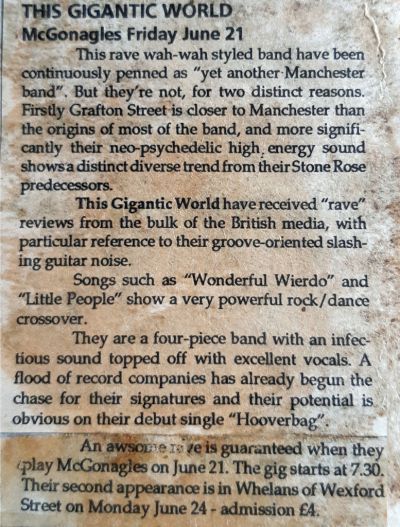 THIS GIGANTIC WORLD
McGonagles Friday June 21
This rave wah-wah styled band have been
continuously penned as "yet another Manchester
band". But they're not, for two distinct reasons.
Firstly Grafton Street is closer to Manchester than
the origins of most of the band, and more signifi-
cantly their neo-psychedelic high energy sound
shows a distinct diverse trend from their Stone Rose
predecessors.
This Gigantic World have received "rave"
reviews from the bulk of the British media, with
particular reference to their groove-oriented slash-
ing guitar noise.
Songs such as "Wonderful Wierdo" and
"Little People" show a very powerful rock/dance
crossover.
They are a four-piece band with an infec-
tious sound topped off with excellent vocals. A
flood of record companies has already begun the
chase for their signatures and their potential is
obvious on their debut single "Hooverbag".
An awsome rave is guaranteed when they
play McGonagles on June 21. The gig starts at 7.30.
Their second appearance is in Whelans of Wexford
Street on Monday June 24 - admission £4.